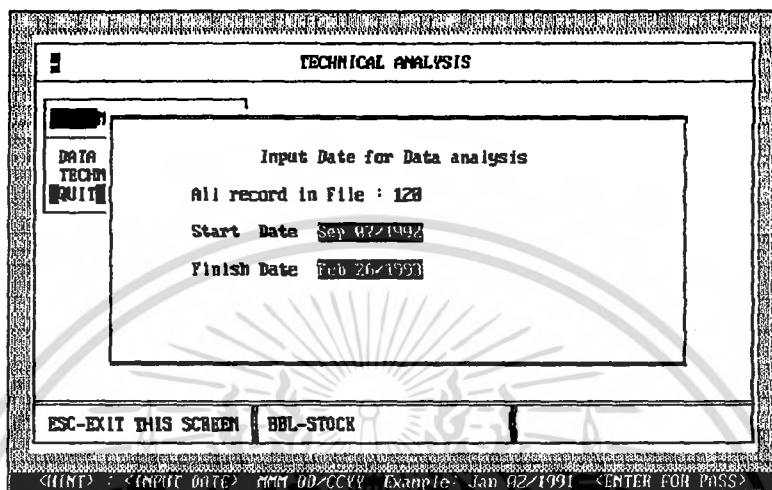 TECHNICAL ANALYSIS
DATA
TECHN
QUIT
Input Date for Data analysis
All record in File : 120
Start Date Sep 02/1992
Finish Date Feb 26/1993
ESC-EXIT THIS SCREEN BBL-STOCK
<HINT> : <INPUT DATE> MMM DD/CCYY Example: Jan 02/1991 <ENTER FOR PASS>